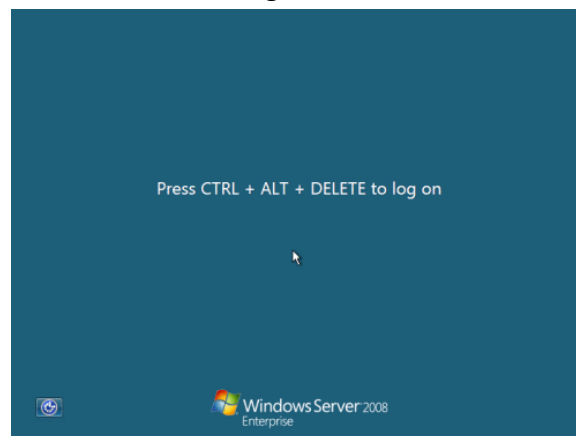 Press CTRL + ALT + DELETE to log on
Windows Server 2008
Enterprise